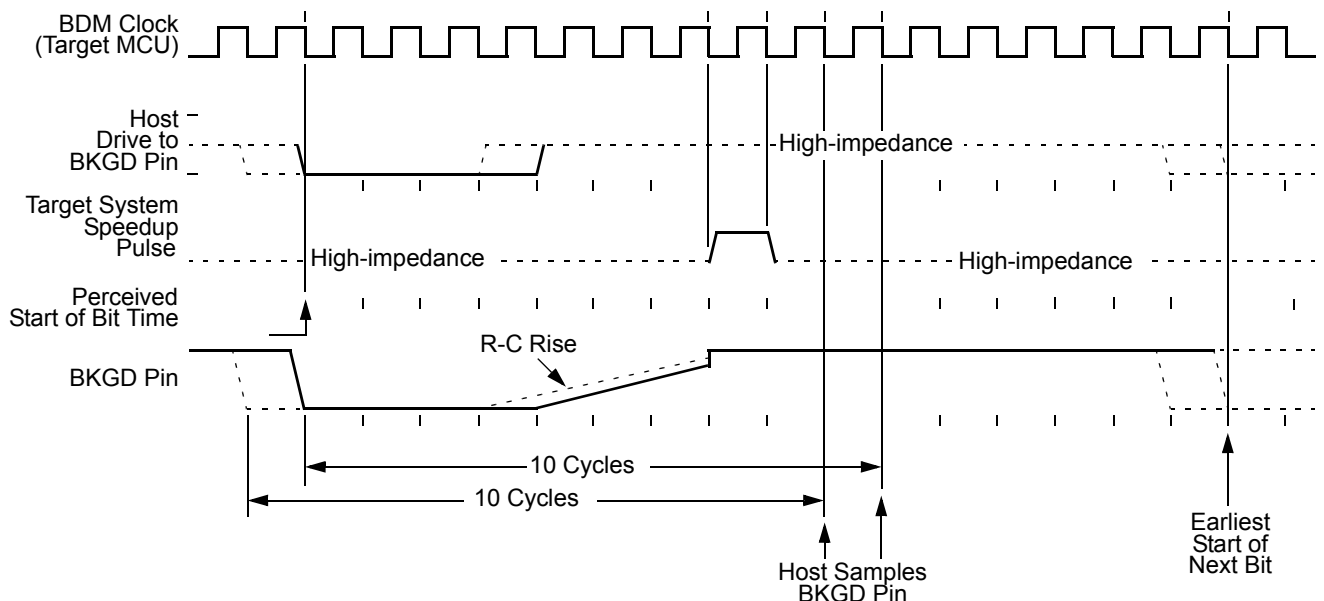 BDM Clock
(Target MCU)
Host
Drive to
BKGD Pin
High-impedance
Target System
Speedup
Pulse
High-impedance
High-impedance
Perceived
Start of Bit Time
R-C Rise
BKGD Pin
10 Cycles
10 Cycles
Host Samples
BKGD Pin
Earliest
Start of
Next Bit